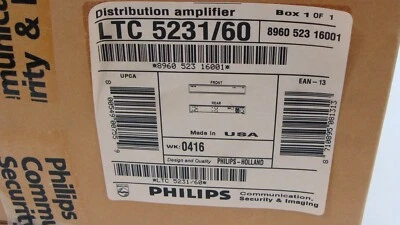 Distribution amplifier
Box 1 OF 1
LTC 5231/60
8960 523 16001
*8960 523 16001*
UPCA
FRONT
REAR
EAN-13
Made in USA
WK: 0416
Design and Quality PHILIPS-HOLLAND
*LTC 5231/60*
PHILIPS
Communication,
Security & Imaging
Philips
Commu
Security